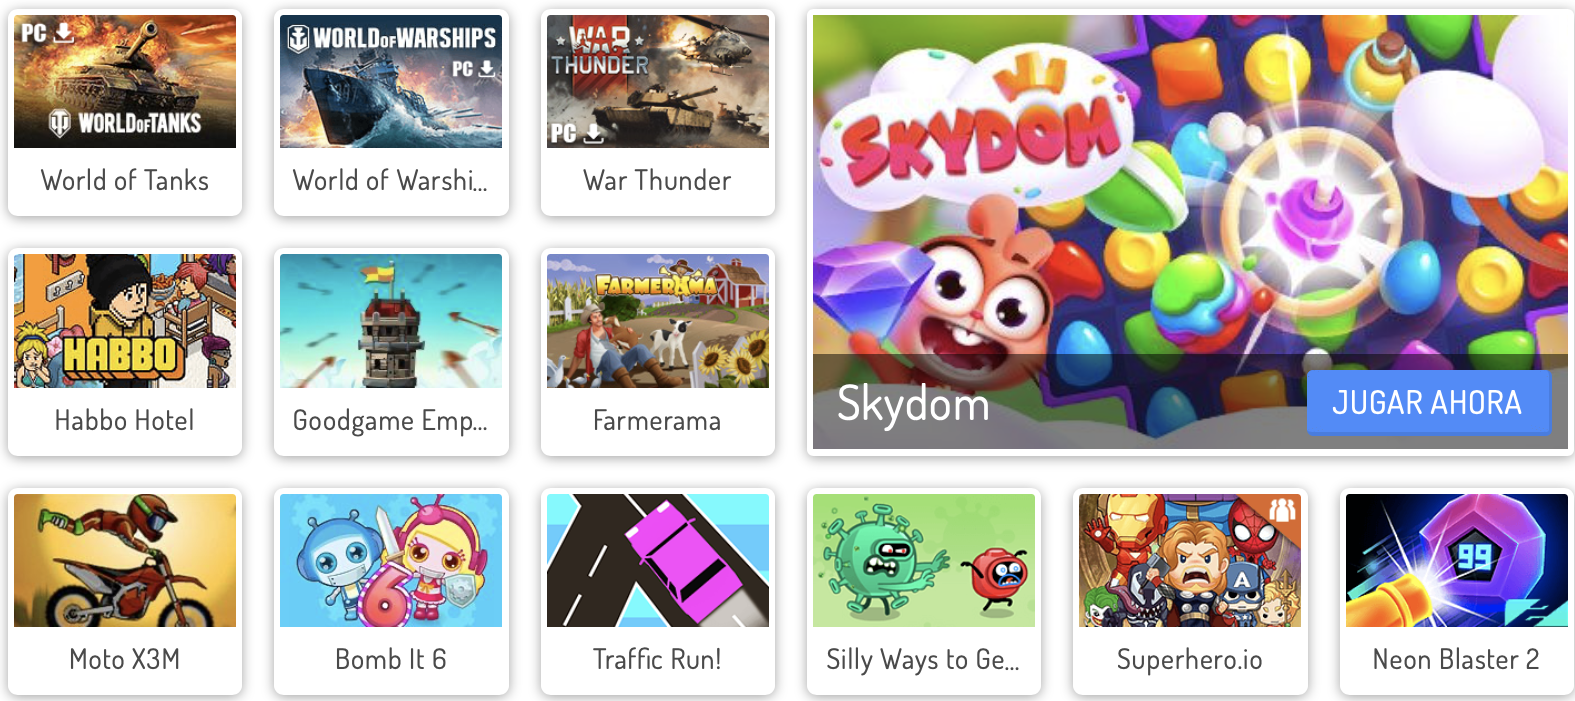 PC
WORLD OF TANKS
World of Tanks
WORLD OF WARSHIPS
PC
World of Warshi...
WAR
THUNDER
PC
War Thunder
SKYDOM
Skydom
JUGAR AHORA
HABBO
Habbo Hotel
Goodgame Emp...
FARMERAMA
Farmerama
Moto X3M
6
Bomb It 6
Traffic Run!
Silly Ways to Ge...
A
Superhero.io
99
Neon Blaster 2